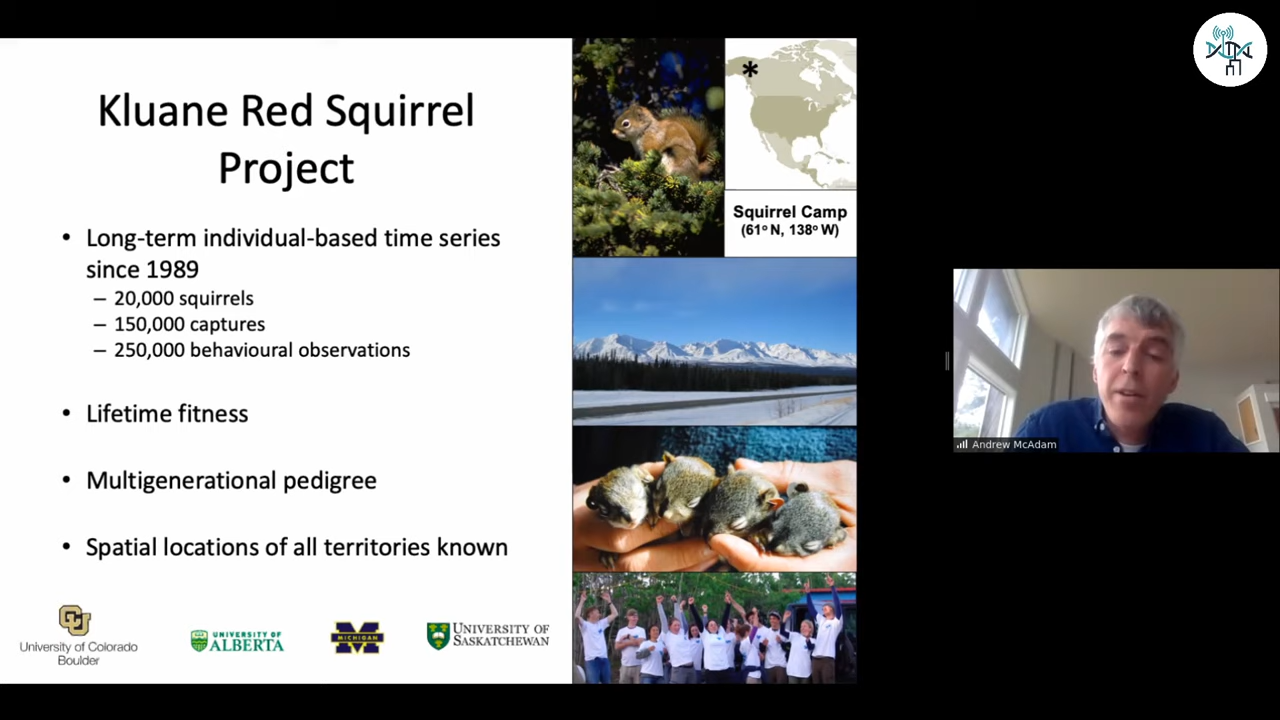 Kluane Red Squirrel
Project
• Long-term individual-based time series
since 1989
– 20,000 squirrels
– 150,000 captures
– 250,000 behavioural observations
• Lifetime fitness
• Multigenerational pedigree
• Spatial locations of all territories known
University of Colorado
Boulder
UNIVERSITY OF
ALBERTA
MICHIGAN
UNIVERSITY OF
SASKATCHEWAN
*
Squirrel Camp
(61º N, 138º W)
Andrew McAdam